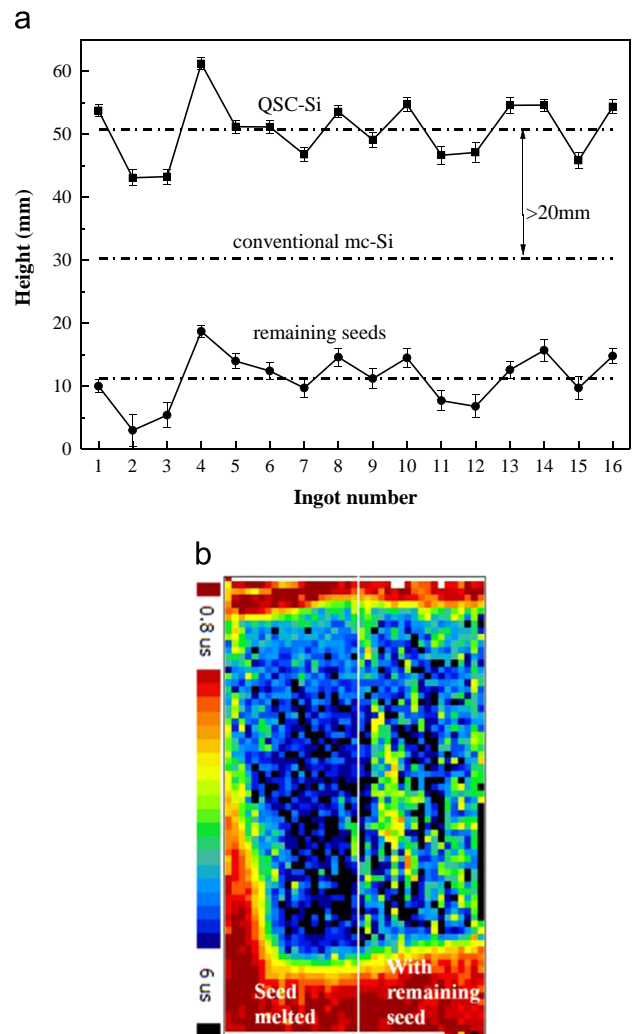 a
60
50
40
30
20
10
0
Height (mm)
QSC-Si
>20mm
conventional mc-Si
remaining seeds
1 2 3 4 5 6 7 8 9 10 11 12 13 14 15 16
Ingot number
b
0.8 us
6 us
Seed
melted
With
remaining
seed